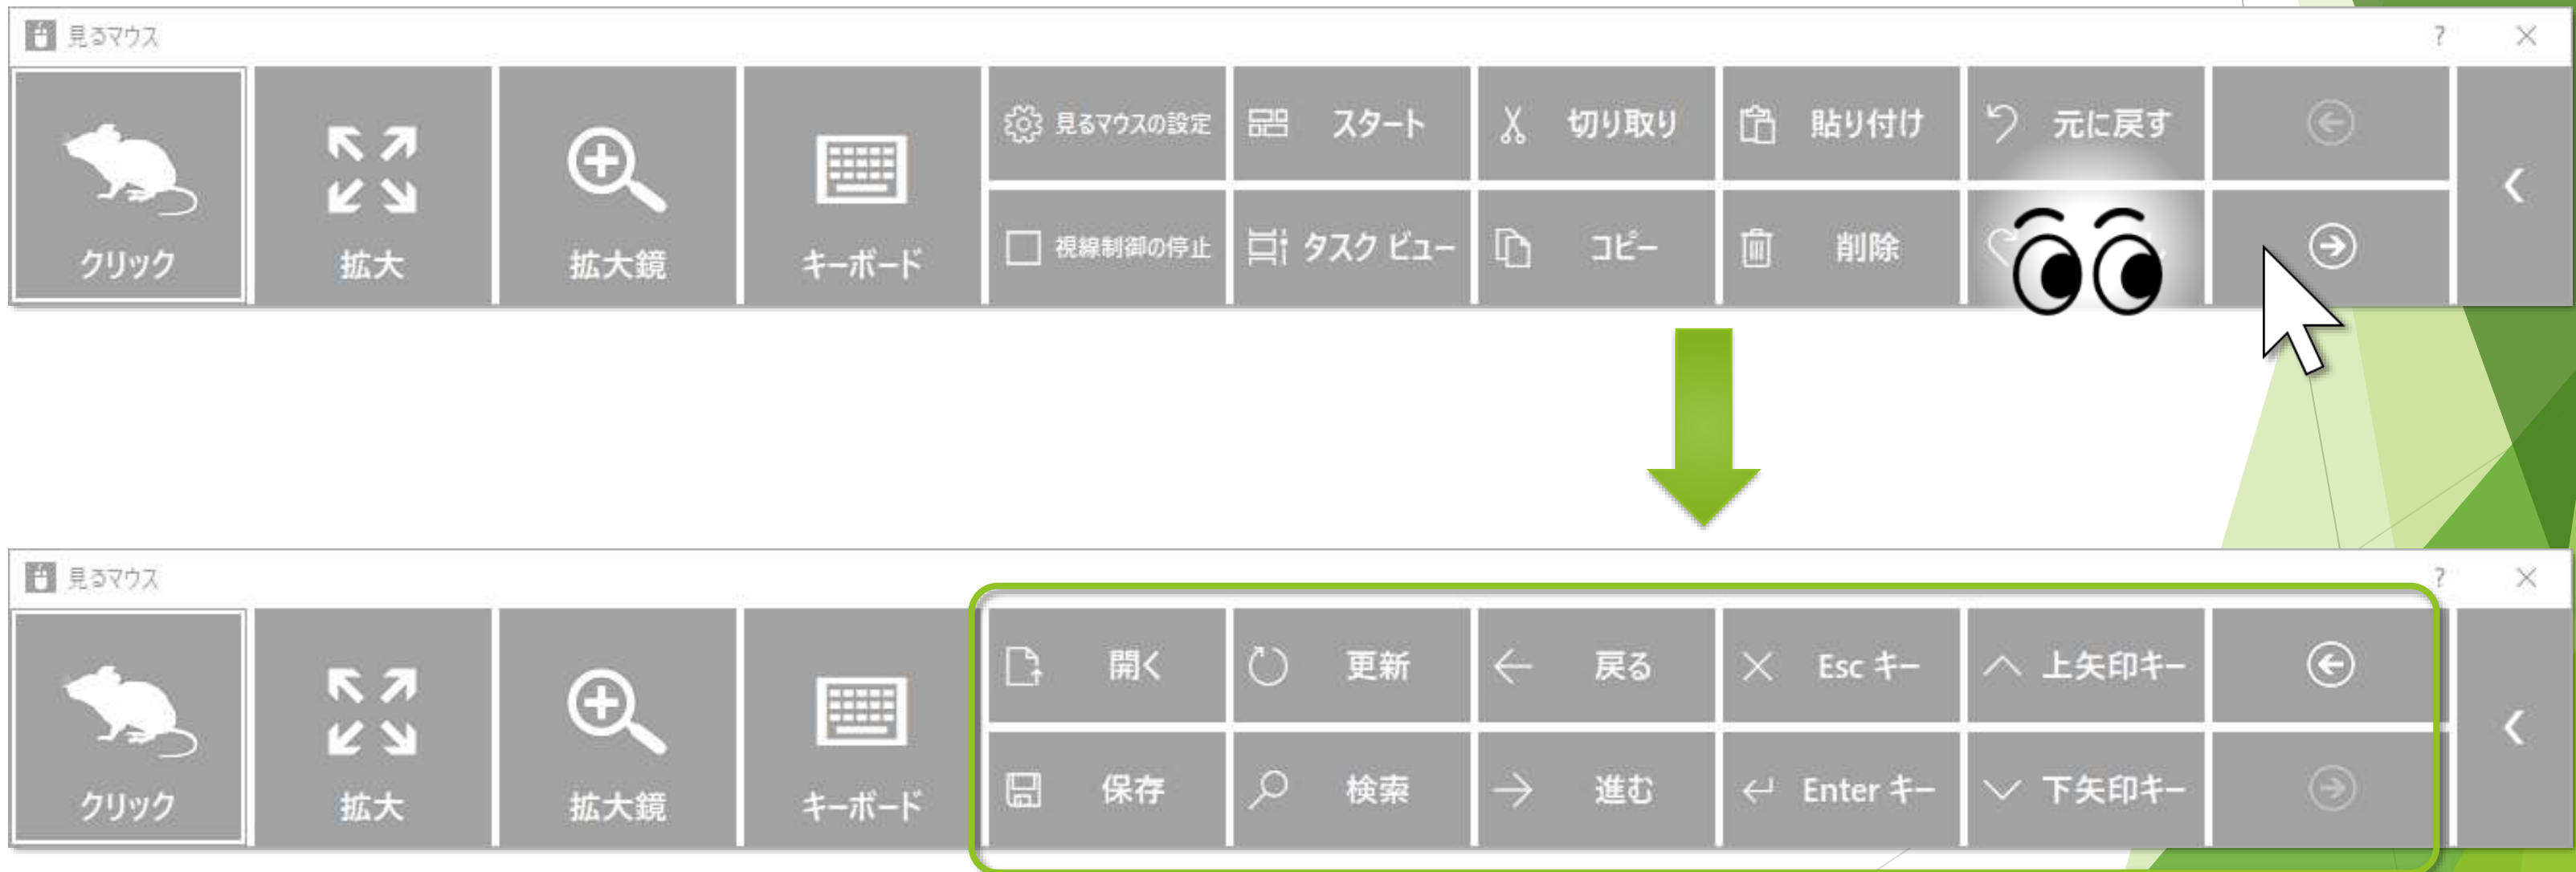 見るマウス ?
見るマウスの設定 スタート 切り取り 貼り付け 元に戻す
クリック 拡大 拡大鏡 キーボード 視線制御の停止 タスク ビュー コピー 削除
見るマウス ?
開く 更新 戻る Esc キー 上矢印キー
クリック 拡大 拡大鏡 キーボード 保存 検索 進む Enter キー 下矢印キー